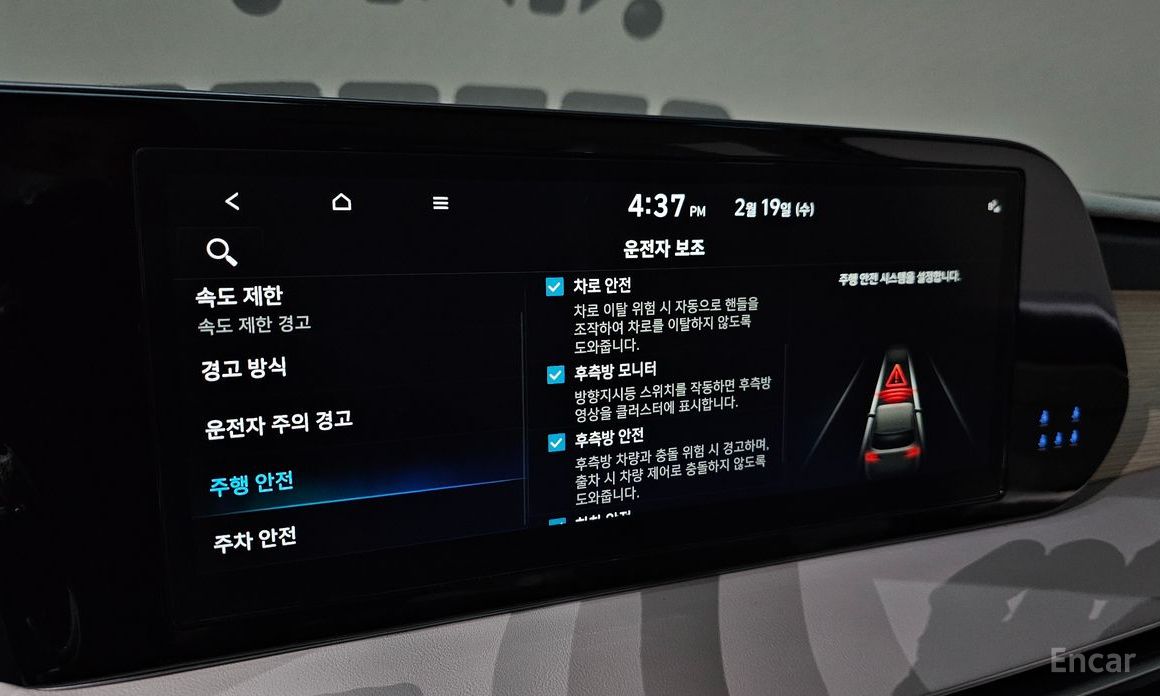 4:37 PM 2월 19일 (수)
운전자 보조
속도 제한
속도 제한 경고
경고 방식
운전자 주의 경고
주행 안전
주차 안전
차로 안전
차로 이탈 위험 시 자동으로 핸들을
조작하여 차로를 이탈하지 않도록
도와줍니다.
후측방 모니터
방향지시등 스위치를 작동하면 후측방
영상을 클러스터에 표시합니다.
후측방 안전
후측방 차량과 충돌 위험 시 경고하며,
출차 시 차량 제어로 충돌하지 않도록
도와줍니다.
주행 안전 시스템을 설정합니다.
Encar